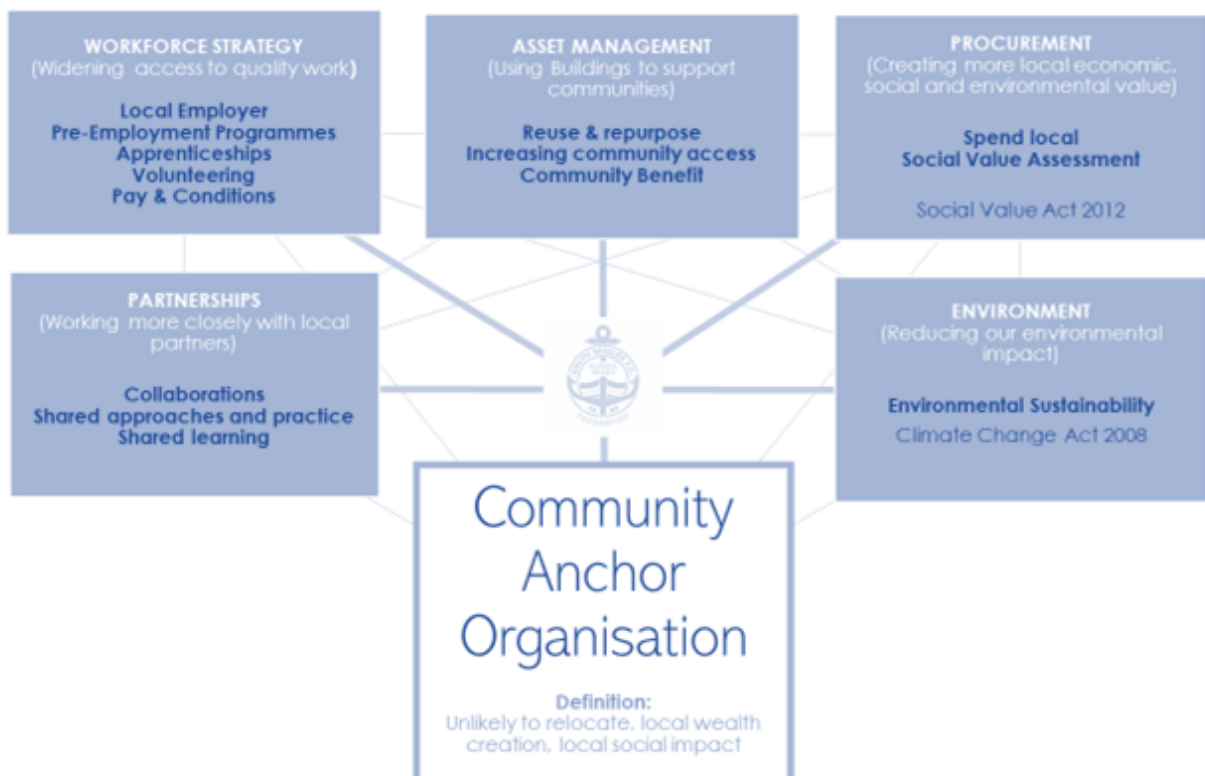 WORKFORCE STRATEGY
(Widening access to quality work)
Local Employer
Pre-Employment Programmes
Apprenticeships
Volunteering
Pay & Conditions
ASSET MANAGEMENT
(Using Buildings to support
communities)
Reuse & repurpose
Increasing community access
Community Benefit
PROCUREMENT
(Creating more local economic,
social and environmental value)
Spend local
Social Value Assessment
Social Value Act 2012
PARTNERSHIPS
(Working more closely with local
partners)
Collaborations
Shared approaches and practice
Shared learning
ENVIRONMENT
(Reducing our environmental
impact)
Environmental Sustainability
Climate Change Act 2008
Community
Anchor
Organisation
Definition:
Unlikely to relocate, local wealth
creation, local social impact